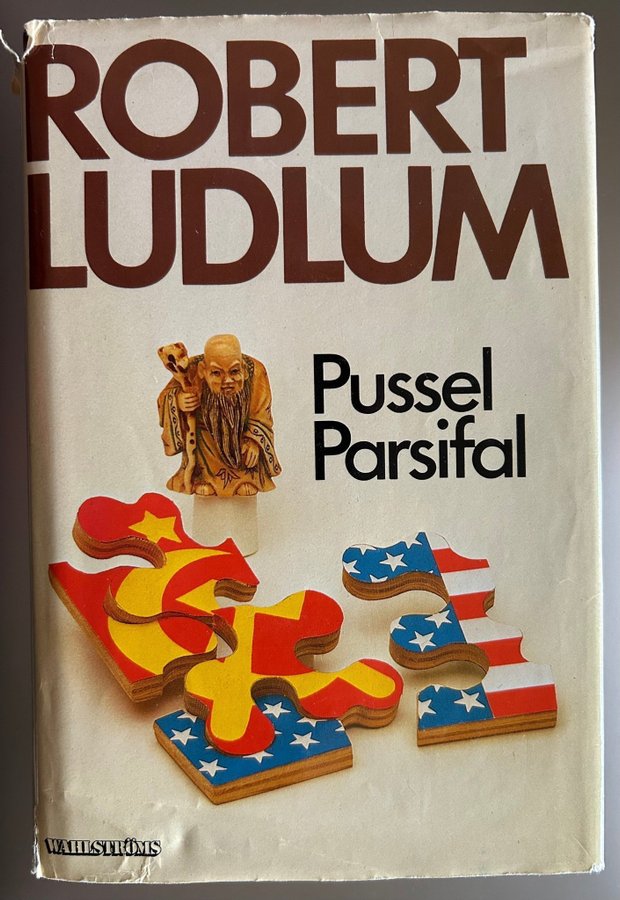 ROBERT
LUDLUM
Pussel
Parsifal
WAHLSTRÖMS